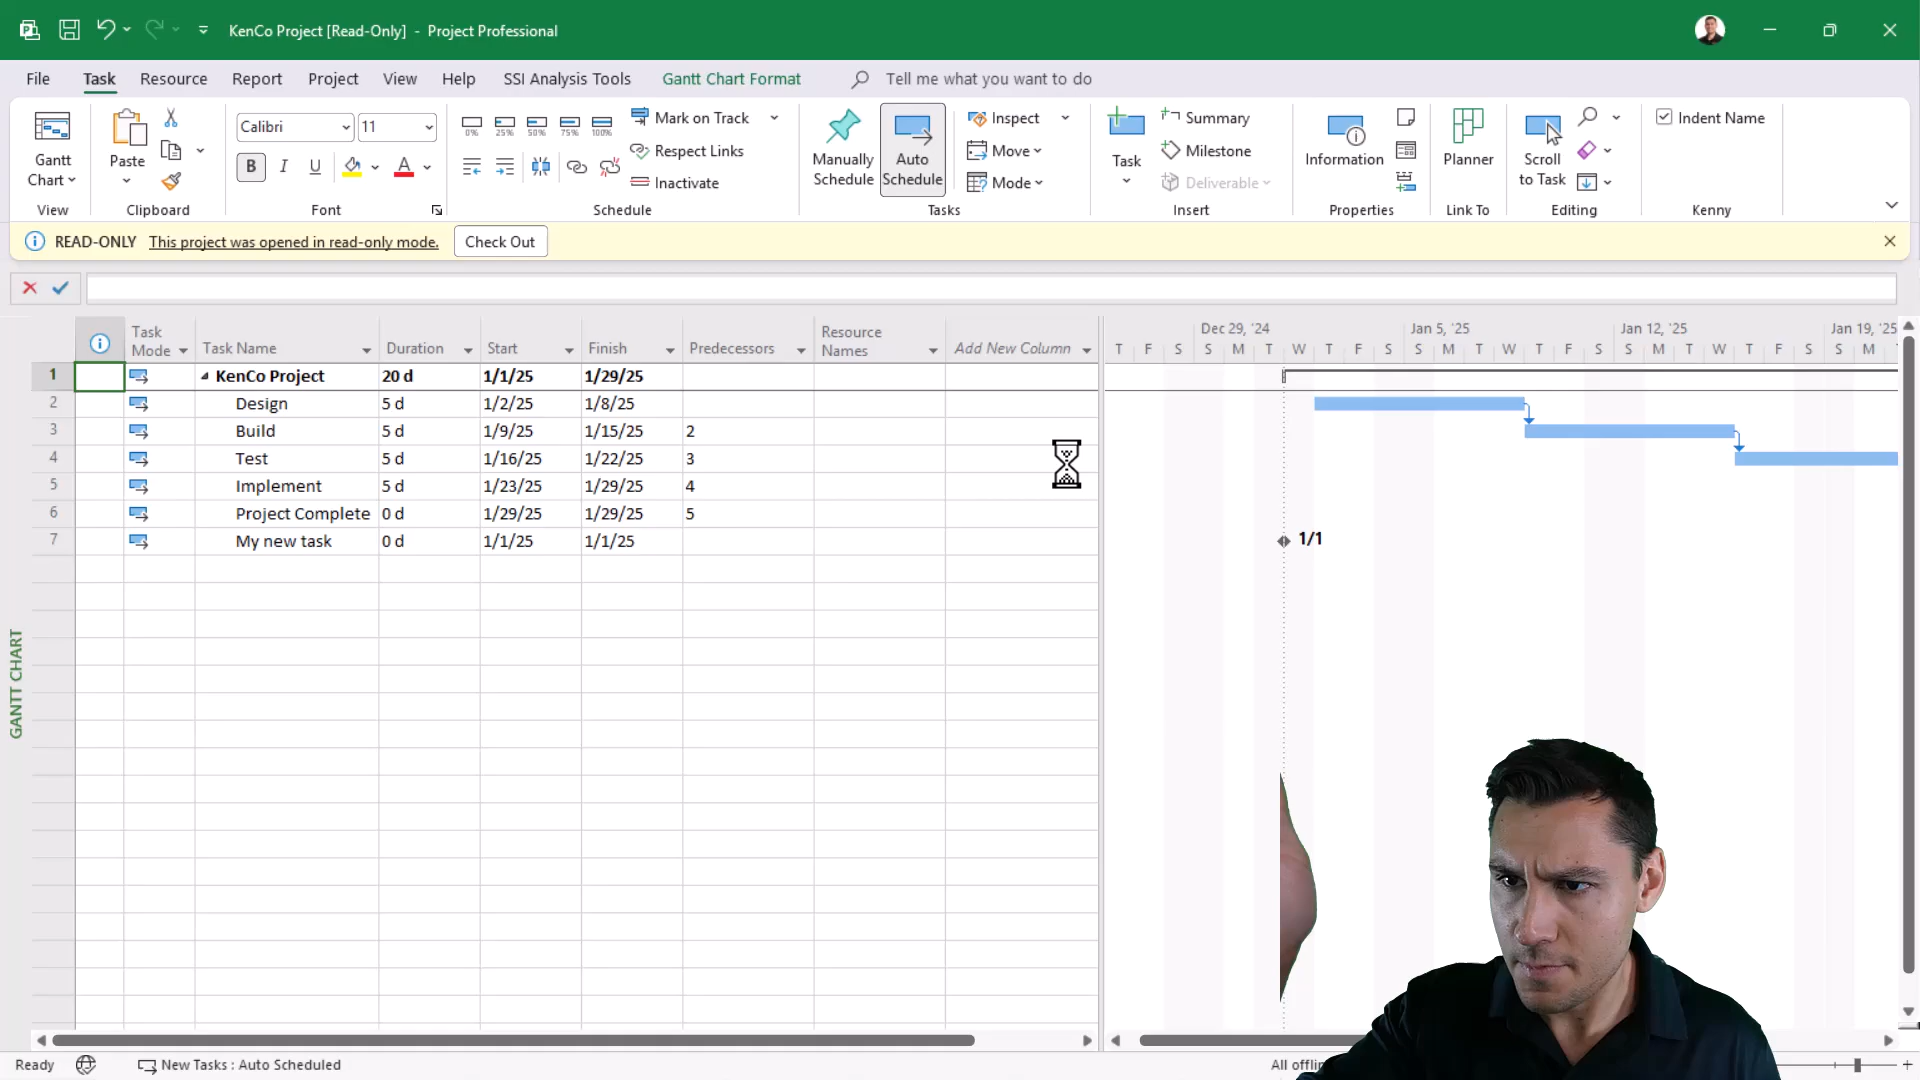 KenCo Project [Read-Only] - Project Professional
File Task Resource Report Project View Help SSI Analysis Tools Gantt Chart Format Tell me what you want to do
Gantt Chart
View
Paste
Clipboard
Calibri 11
B I U A
Font
0% 25% 50% 75% 100%
Mark on Track
Respect Links
Inactivate
Schedule
Manually Schedule
Auto Schedule
Inspect
Move
Mode
Tasks
Task
Summary
Milestone
Deliverable
Insert
Information
Properties
Planner
Link To
Scroll to Task
Editing
Indent Name
Kenny
READ-ONLY This project was opened in read-only mode. Check Out
Task Mode Task Name Duration Start Finish Predecessors Resource Names Add New Column
1 KenCo Project 20 d 1/1/25 1/29/25
2 Design 5 d 1/2/25 1/8/25
3 Build 5 d 1/9/25 1/15/25 2
4 Test 5 d 1/16/25 1/22/25 3
5 Implement 5 d 1/23/25 1/29/25 4
6 Project Complete 0 d 1/29/25 1/29/25 5
7 My new task 0 d 1/1/25 1/1/25
Dec 29, '24 Jan 5, '25 Jan 12, '25 Jan 19, '25
T F S S M T W T F S S M T W T F S S M T W T F S S M
1/1
GANTT CHART
Ready New Tasks : Auto Scheduled All